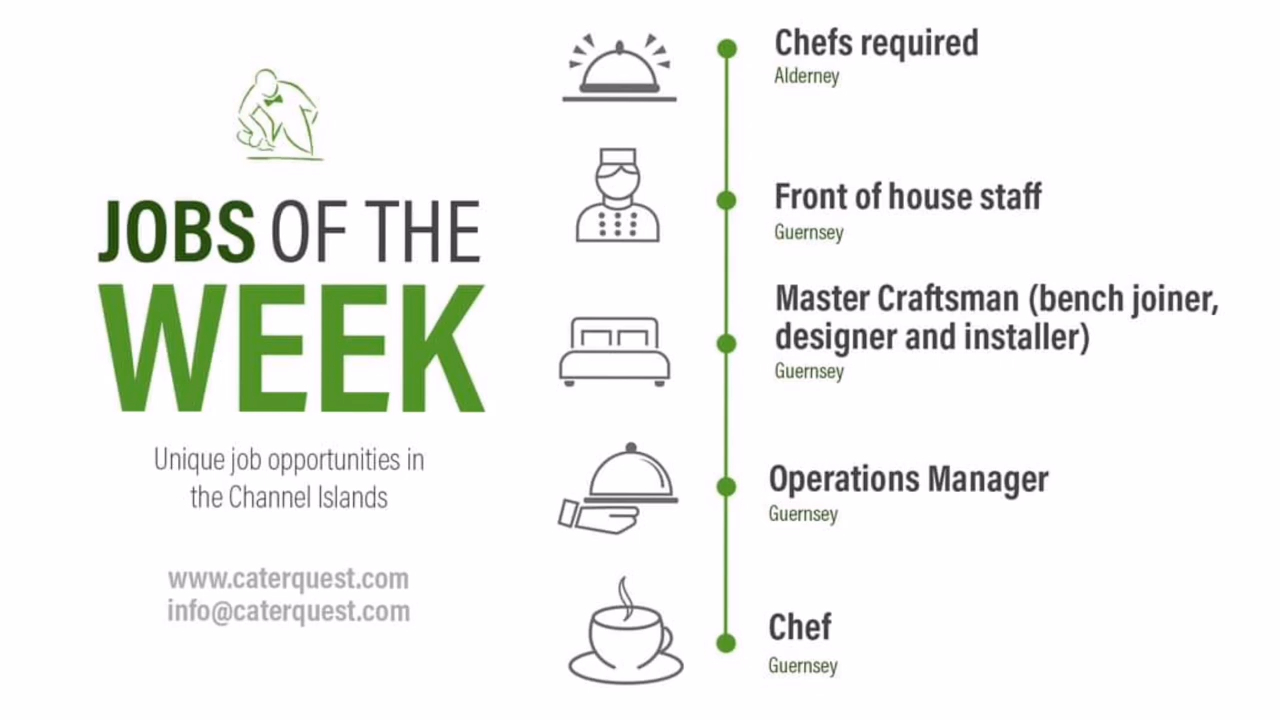 JOBS OF THE
WEEK
Unique job opportunities in
the Channel Islands
www.caterquest.com
info@caterquest.com
Chefs required
Alderney
Front of house staff
Guernsey
Master Craftsman (bench joiner,
designer and installer)
Guernsey
Operations Manager
Guernsey
Chef
Guernsey